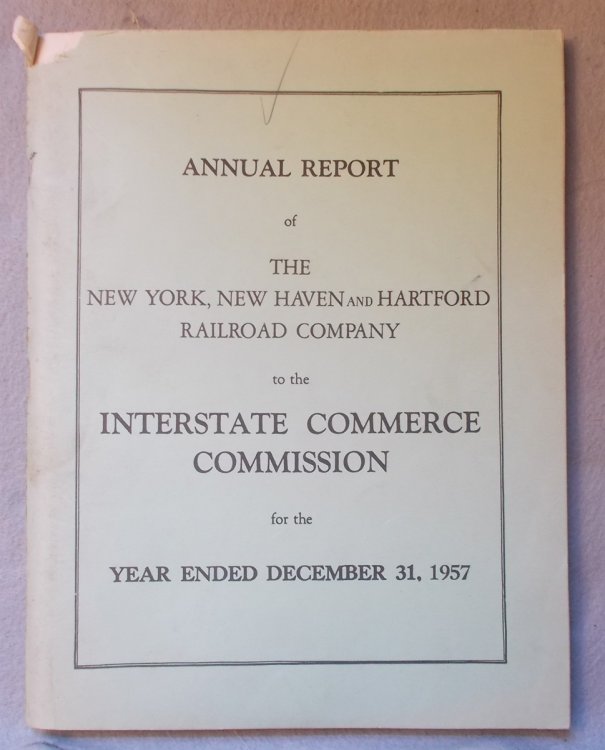 ANNUAL REPORT
of
THE
NEW YORK, NEW HAVEN AND HARTFORD
RAILROAD COMPANY
to the
INTERSTATE COMMERCE
COMMISSION
for the
YEAR ENDED DECEMBER 31, 1957